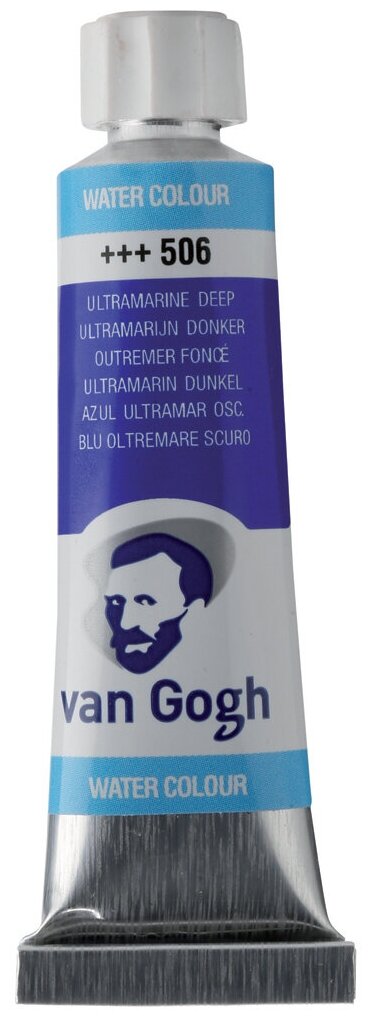 WATER COLOUR
+++ 506
ULTRAMARINE DEEP
ULTRAMARIJN DONKER
OUTREMER FONCÉ
ULTRAMARIN DUNKEL
AZUL ULTRAMAR OSC.
BLU OLTREMARE SCURO
van Gogh
WATER COLOUR